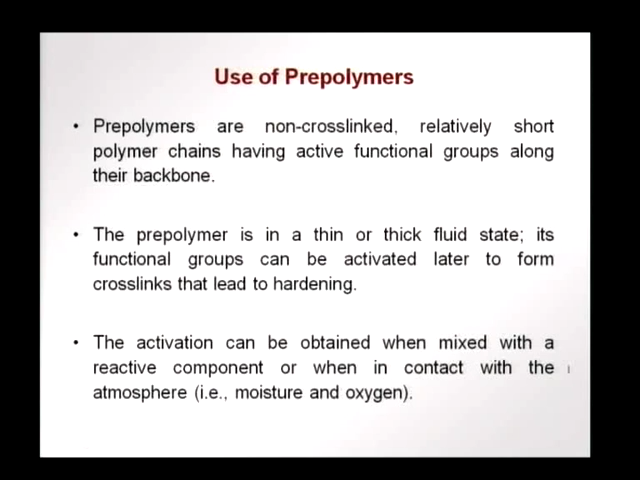 Use of Prepolymers
• Prepolymers are non-crosslinked, relatively short
polymer chains having active functional groups along
their backbone.
• The prepolymer is in a thin or thick fluid state; its
functional groups can be activated later to form
crosslinks that lead to hardening.
• The activation can be obtained when mixed with a
reactive component or when in contact with the
atmosphere (i.e., moisture and oxygen).